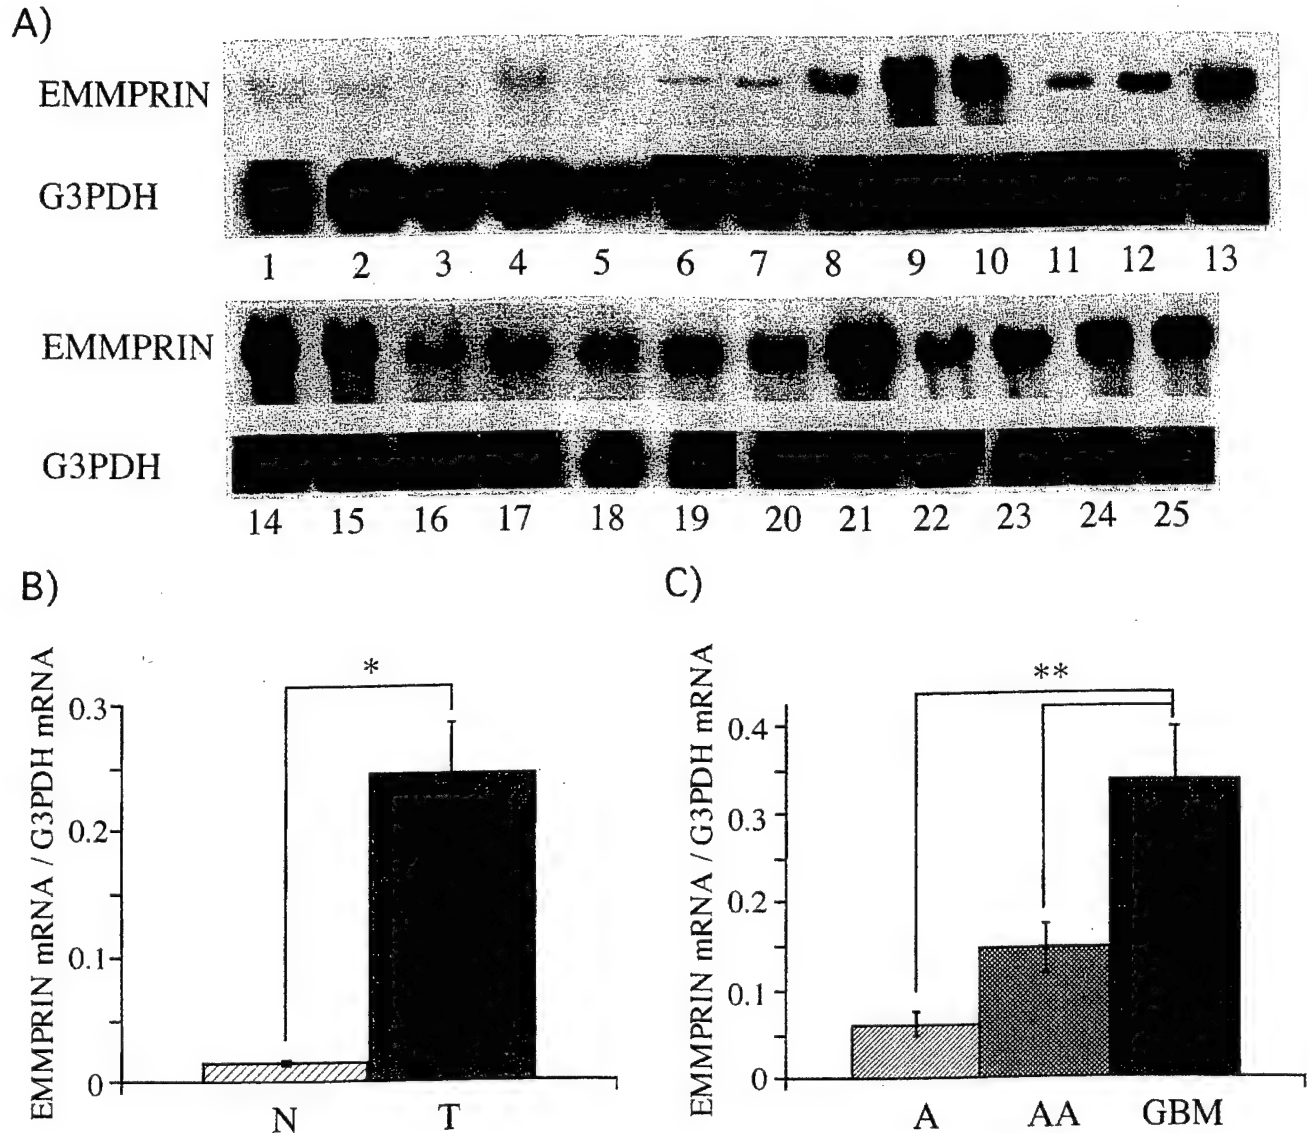 A)
EMMPRIN
G3PDH
1 2 3 4 5 6 7 8 9 10 11 12 13
EMMPRIN
G3PDH
14 15 16 17 18 19 20 21 22 23 24 25
B)
EMMPRIN mRNA / G3PDH mRNA
0.3
0.2
0.1
0
*
N T
C)
EMMPRIN mRNA / G3PDH mRNA
0.4
0.3
0.2
0.1
0
**
A AA GBM